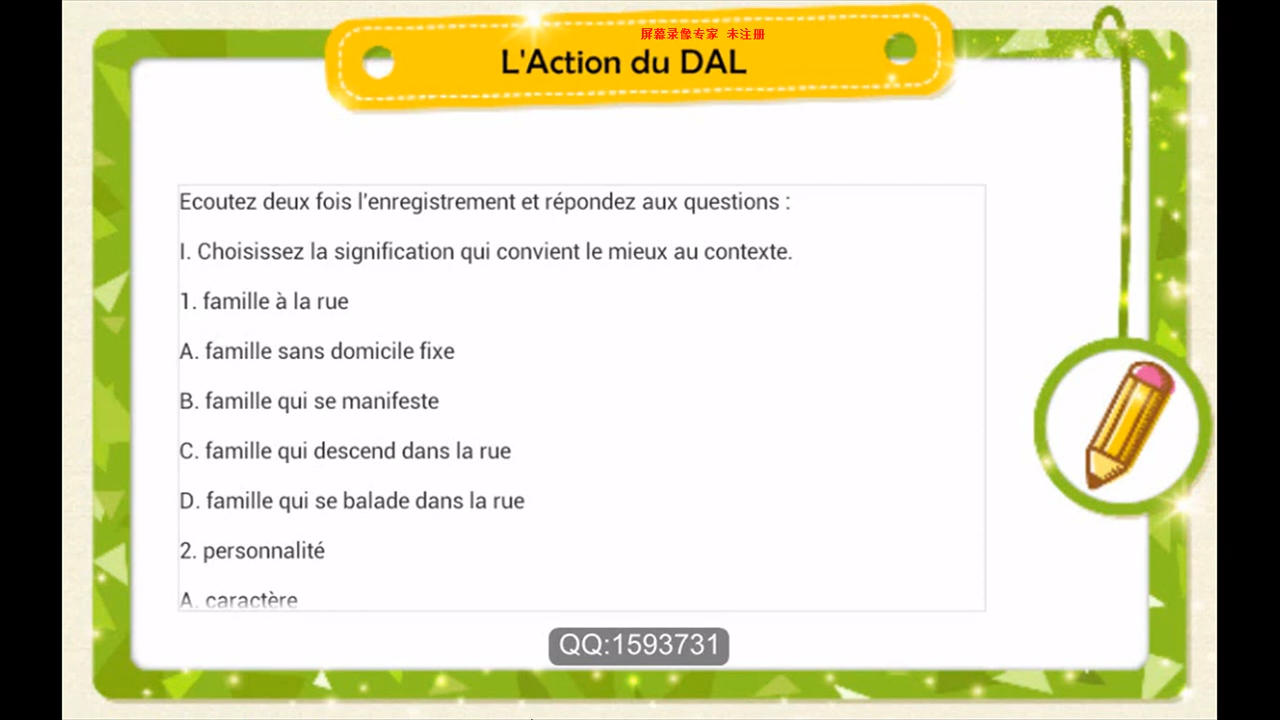 屏幕录像专家 未注册
L'Action du DAL
Ecoutez deux fois l'enregistrement et répondez aux questions :
I. Choisissez la signification qui convient le mieux au contexte.
1. famille à la rue
A. famille sans domicile fixe
B. famille qui se manifeste
C. famille qui descend dans la rue
D. famille qui se balade dans la rue
2. personnalité
A. caractère
QQ:1593731